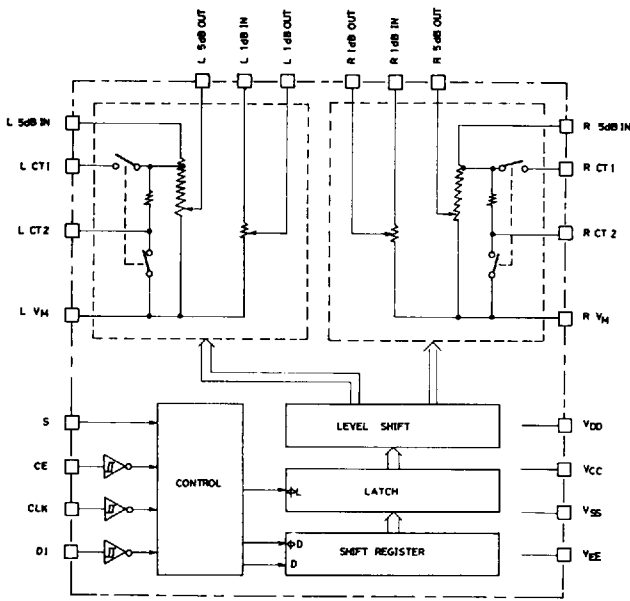 L 5dB OUT
L 1dB IN
L 1dB OUT
R 1dB OUT
R 1dB IN
R 5dB OUT
L 5dB IN
L CT1
L CT2
L VM
R 5dB IN
R CT1
R CT2
R VM
S
CE
CLK
DI
CONTROL
LEVEL SHIFT
ϕL LATCH
ϕD
D
SHIFT REGISTER
VDD
VCC
VSS
VEE